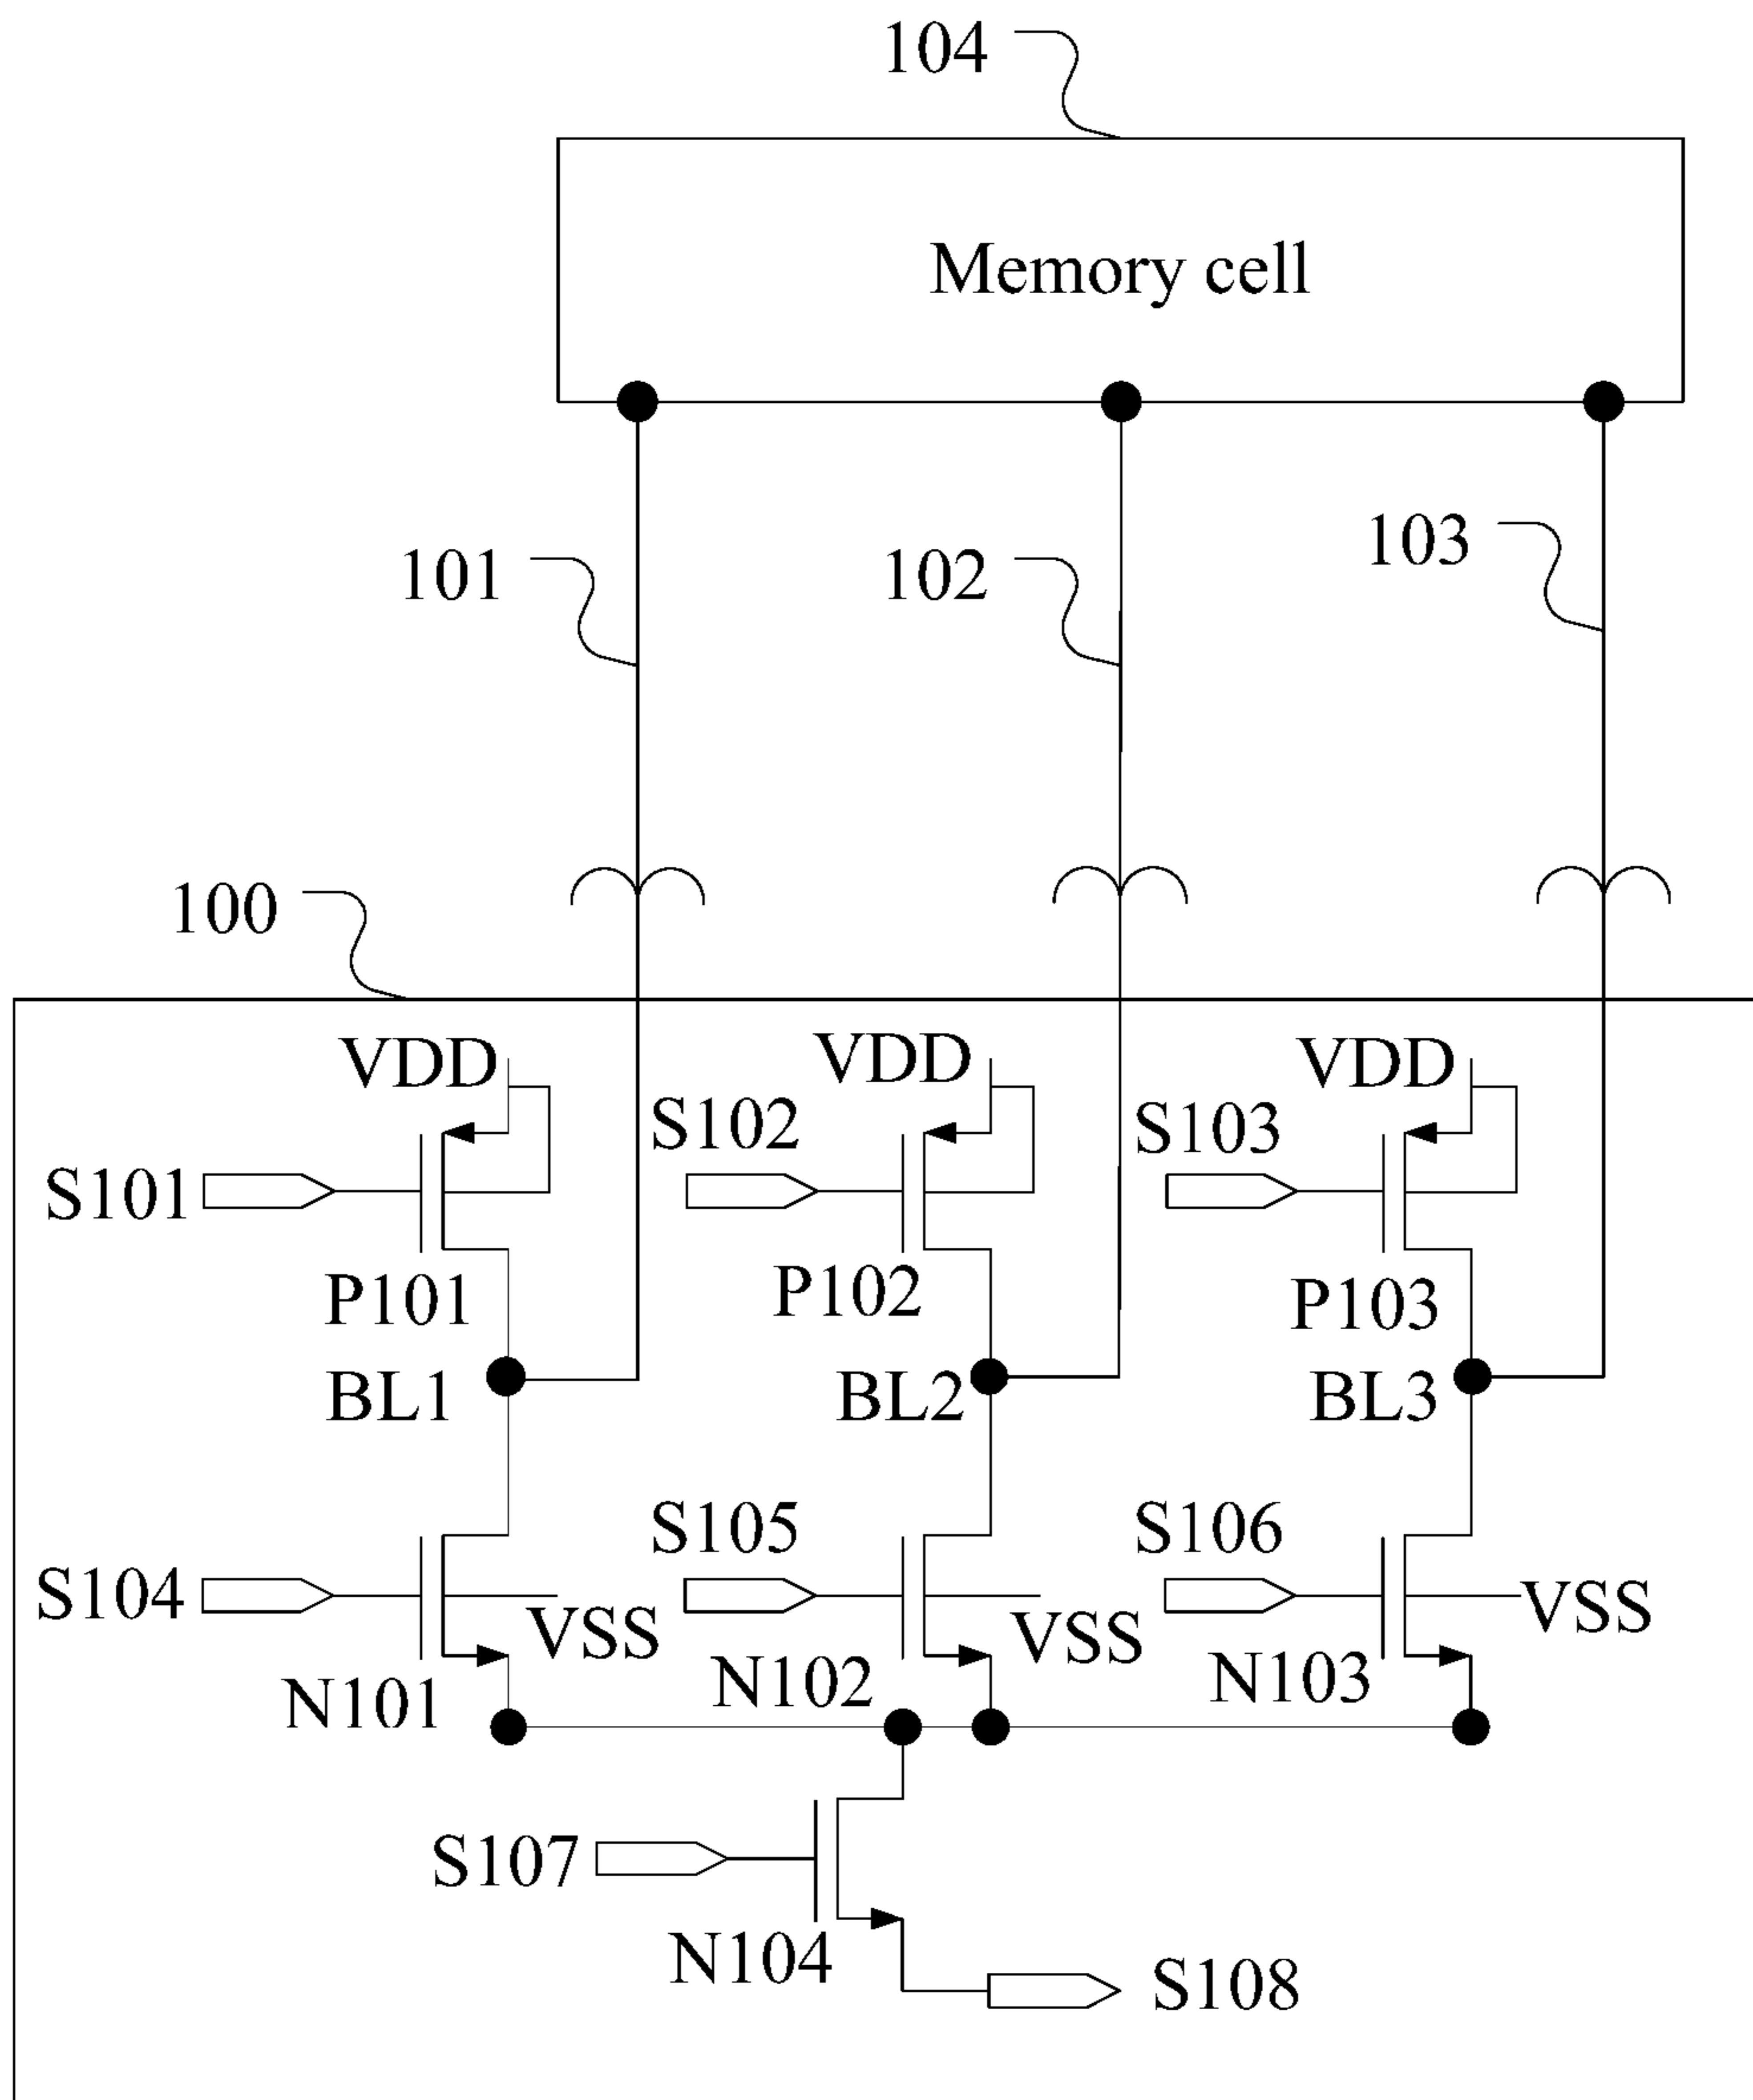 104
Memory cell
101
102
103
100
VDD
VDD
VDD
S101
S102
S103
P101
P102
P103
BL1
BL2
BL3
S104
S105
S106
VSS
VSS
VSS
N101
N102
N103
S107
N104
S108